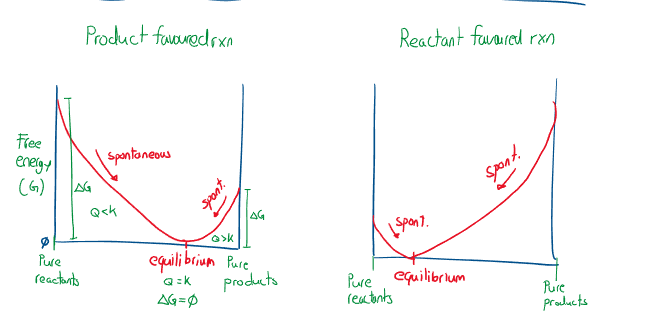 Product favoured rxn
Reactant favoured rxn
Free
energy
(G)
ΔG
spontaneous
Q<K
spont.
Q>K
ΔG
ϕ
Pure
reactants
equilibrium
Q=K
ΔG=ϕ
Pure
products
spont.
spont.
Pure
reactants
equilibrium
Pure
products